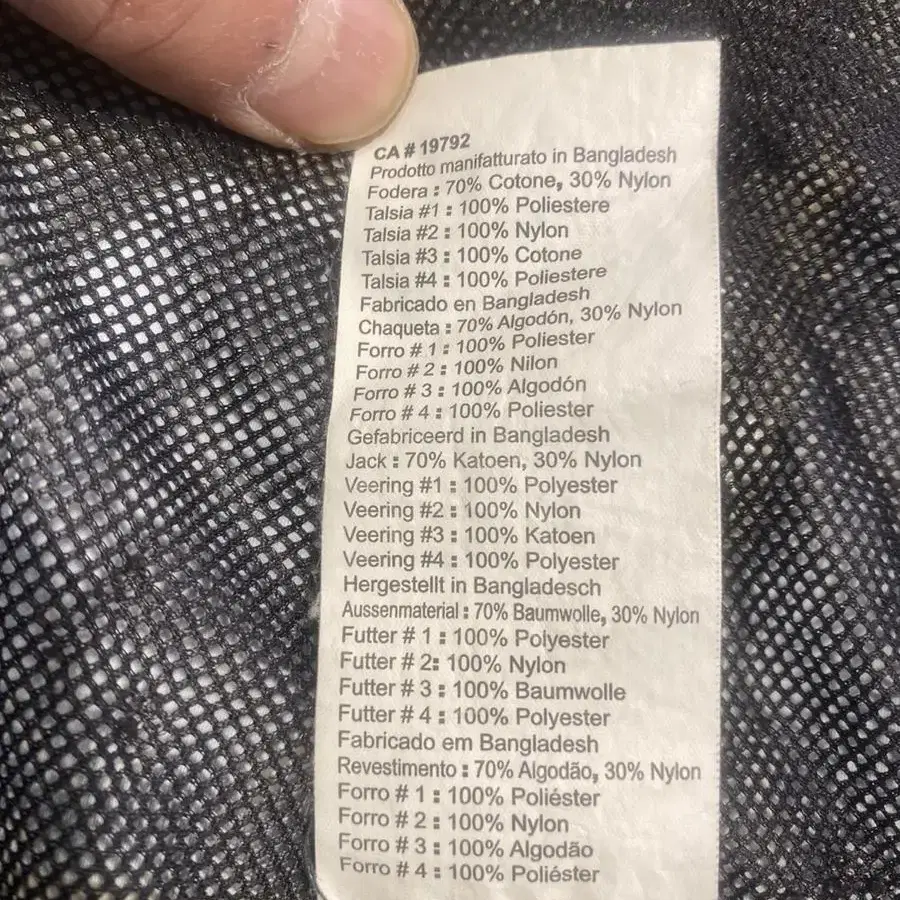 CA # 19792
Prodotto manifatturato in Bangladesh
Fodera : 70% Cotone, 30% Nylon
Talsia #1 : 100% Poliestere
Talsia #2 : 100% Nylon
Talsia #3 : 100% Cotone
Talsia #4 : 100% Poliestere
Fabricado en Bangladesh
Chaqueta : 70% Algodón, 30% Nylon
Forro # 1 : 100% Poliester
Forro # 2 : 100% Nilon
Forro # 3 : 100% Algodón
Forro # 4 : 100% Poliester
Gefabriceerd in Bangladesh
Jack : 70% Katoen, 30% Nylon
Veering #1 : 100% Polyester
Veering #2 : 100% Nylon
Veering #3 : 100% Katoen
Veering #4 : 100% Polyester
Hergestellt in Bangladesch
Aussenmaterial : 70% Baumwolle, 30% Nylon
Futter # 1 : 100% Polyester
Futter # 2: 100% Nylon
Futter # 3 : 100% Baumwolle
Futter # 4 : 100% Polyester
Fabricado em Bangladesh
Revestimento : 70% Algodão, 30% Nylon
Forro # 1 : 100% Poliéster
Forro # 2 : 100% Nylon
Forro # 3 : 100% Algodão
Forro # 4 : 100% Poliéster